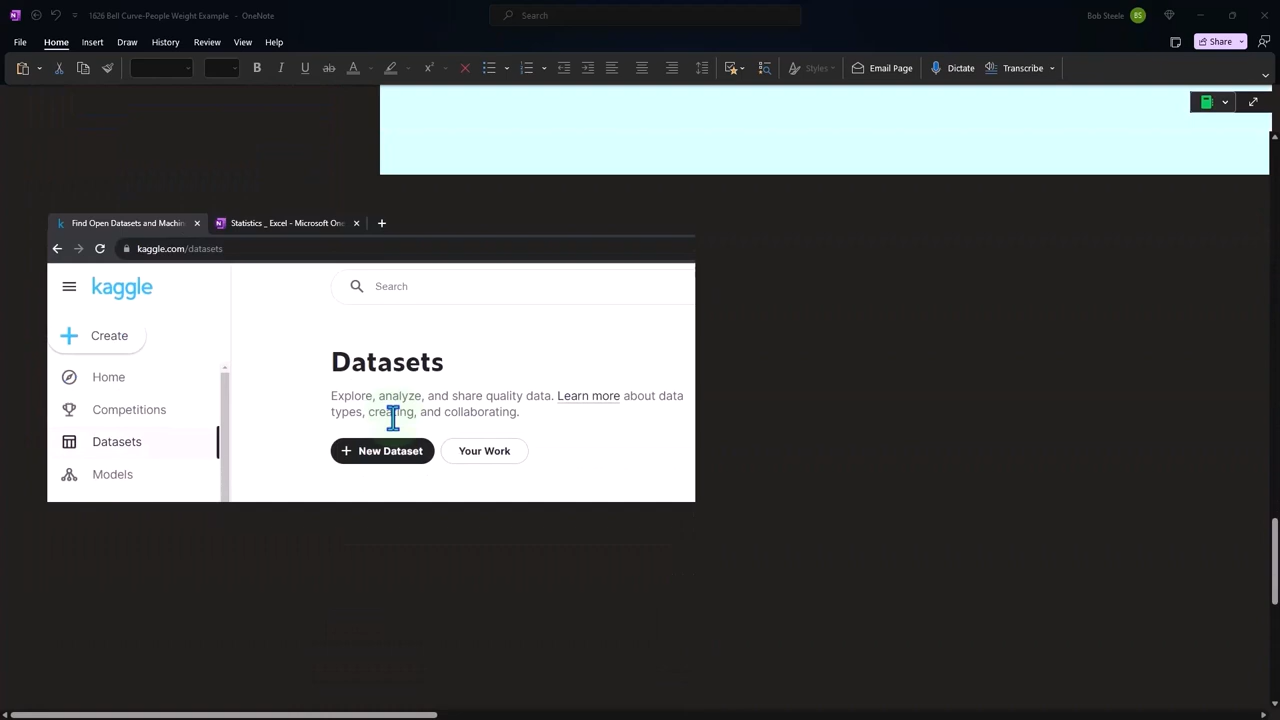 1626 Bell Curve-People Weight Example - OneNote
Search
Bob Steele
BS
File Home Insert Draw History Review View Help
Share
Styles
Email Page
Dictate
Transcribe
Find Open Datasets and Machin
Statistics _ Excel - Microsoft One
kaggle.com/datasets
kaggle
Search
Create
Datasets
Home
Explore, analyze, and share quality data. Learn more about data
types, creating, and collaborating.
Competitions
Datasets
New Dataset
Your Work
Models